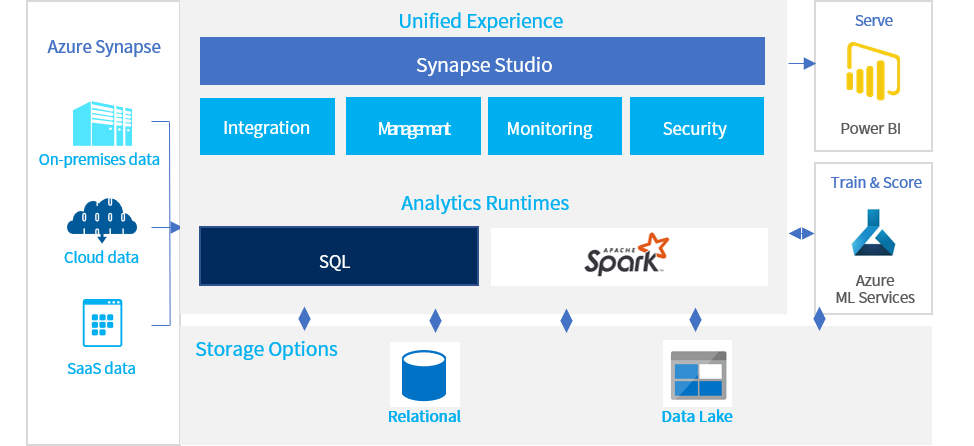 Azure Synapse
On-premises data
Cloud data
SaaS data
Unified Experience
Synapse Studio
Integration
Management
Monitoring
Security
Analytics Runtimes
SQL
APACHE
Spark
Storage Options
Relational
Data Lake
Serve
Power BI
Train & Score
Azure
ML Services